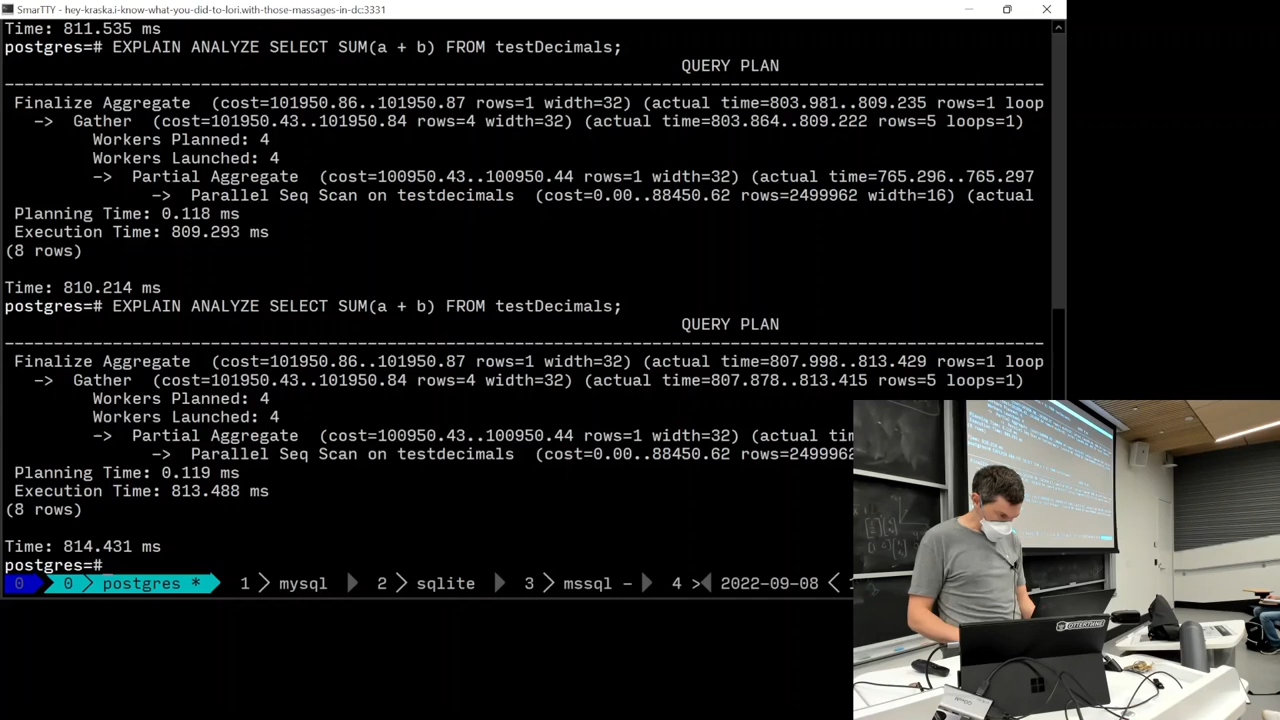 SmarTTY - hey-kraska.i-know-what-you-did-to-lori.with-those-massages-in-dc:3331
Time: 811.535 ms
postgres=# EXPLAIN ANALYZE SELECT SUM(a + b) FROM testDecimals;
QUERY PLAN
Finalize Aggregate (cost=101950.86..101950.87 rows=1 width=32) (actual time=803.981..809.235 rows=1 loop
-> Gather (cost=101950.43..101950.84 rows=4 width=32) (actual time=803.864..809.222 rows=5 loops=1)
Workers Planned: 4
Workers Launched: 4
-> Partial Aggregate (cost=100950.43..100950.44 rows=1 width=32) (actual time=765.296..765.297
-> Parallel Seq Scan on testdecimals (cost=0.00..88450.62 rows=2499962 width=16) (actual
Planning Time: 0.118 ms
Execution Time: 809.293 ms
(8 rows)
Time: 810.214 ms
postgres=# EXPLAIN ANALYZE SELECT SUM(a + b) FROM testDecimals;
QUERY PLAN
Finalize Aggregate (cost=101950.86..101950.87 rows=1 width=32) (actual time=807.998..813.429 rows=1 loop
-> Gather (cost=101950.43..101950.84 rows=4 width=32) (actual time=807.878..813.415 rows=5 loops=1)
Workers Planned: 4
Workers Launched: 4
-> Partial Aggregate (cost=100950.43..100950.44 rows=1 width=32) (actual ti
-> Parallel Seq Scan on testdecimals (cost=0.00..88450.62 rows=2499962
Planning Time: 0.119 ms
Execution Time: 813.488 ms
(8 rows)
Time: 814.431 ms
postgres=#
0 0 postgres * 1 mysql 2 sqlite 3 mssql - 4 > 2022-09-08
OTTERTUNE